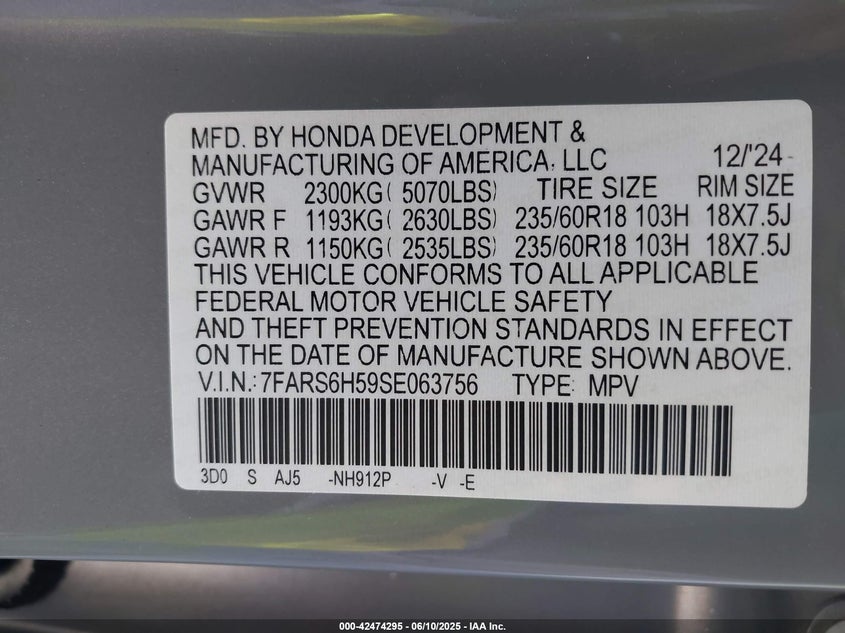 MFD. BY HONDA DEVELOPMENT &
MANUFACTURING OF AMERICA, LLC 12/'24
GVWR 2300KG( 5070LBS) TIRE SIZE RIM SIZE
GAWR F 1193KG( 2630LBS) 235/60R18 103H 18X7.5J
GAWR R 1150KG( 2535LBS) 235/60R18 103H 18X7.5J
THIS VEHICLE CONFORMS TO ALL APPLICABLE
FEDERAL MOTOR VEHICLE SAFETY
AND THEFT PREVENTION STANDARDS IN EFFECT
ON THE DATE OF MANUFACTURE SHOWN ABOVE.
V.I.N.: 7FARS6H59SE063756 TYPE: MPV
3D0 S AJ5 -NH912P -V -E
000-42474295 - 06/10/2025 - IAA Inc.